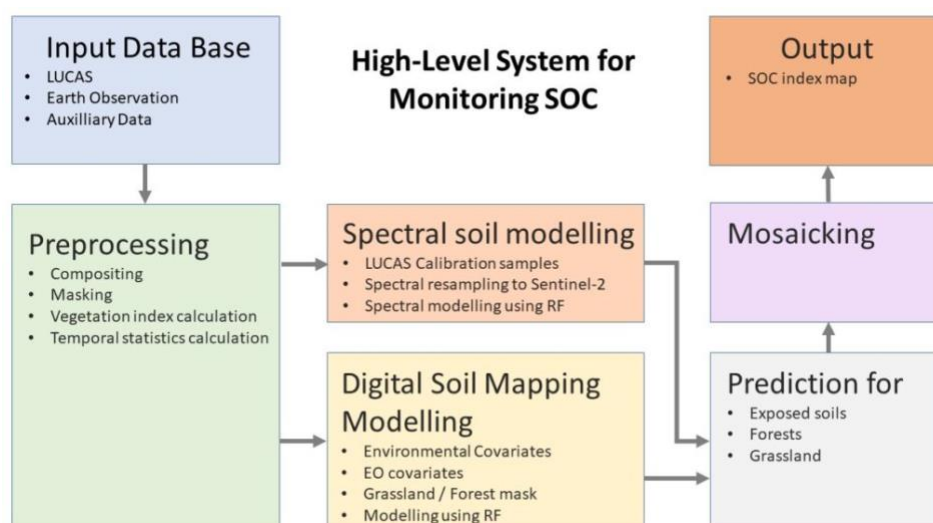 Input Data Base
• LUCAS
• Earth Observation
• Auxilliary Data
High-Level System for
Monitoring SOC
Output
• SOC index map
Preprocessing
• Compositing
• Masking
• Vegetation index calculation
• Temporal statistics calculation
Spectral soil modelling
• LUCAS Calibration samples
• Spectral resampling to Sentinel-2
• Spectral modelling using RF
Mosaicking
Digital Soil Mapping
Modelling
• Environmental Covariates
• EO covariates
• Grassland / Forest mask
• Modelling using RF
Prediction for
• Exposed soils
• Forests
• Grassland